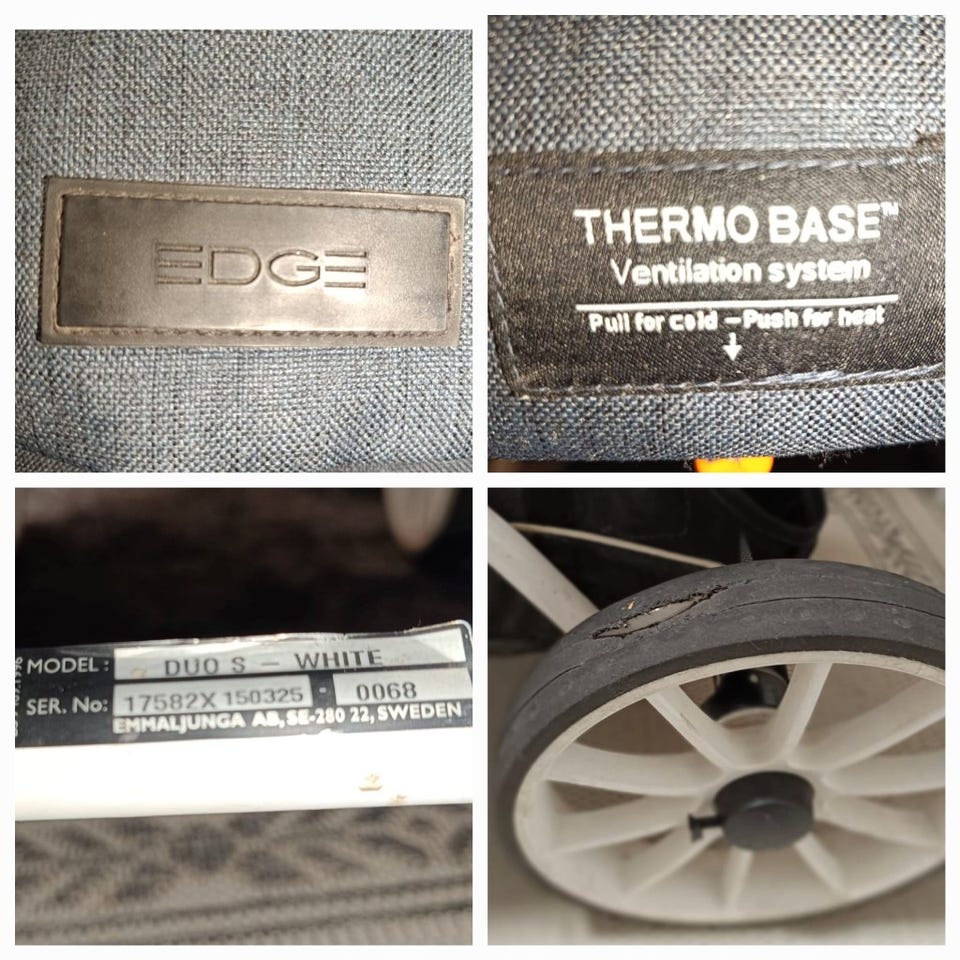 EDGE
THERMO BASE™
Ventilation system
Pull for cold - Push for heat
MODEL : DUO S - WHITE
SER. No: 17582X 150325 · 0068
EMMALJUNGA AB, SE-280 22, SWEDEN